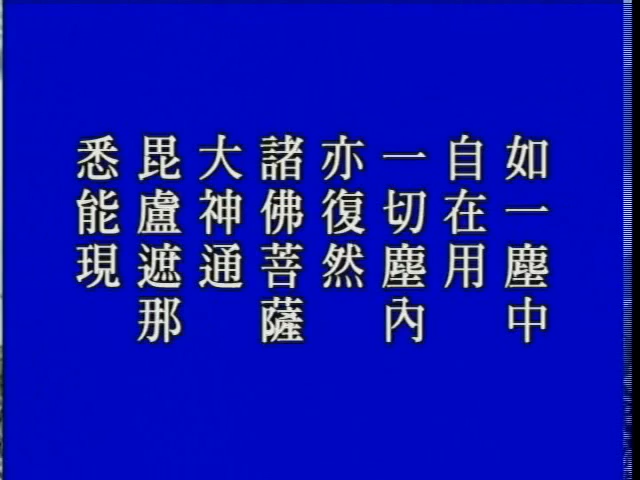 如一塵中
自在用
一切塵內
亦復然
諸佛菩薩
大神通
毘盧遮那
悉能現